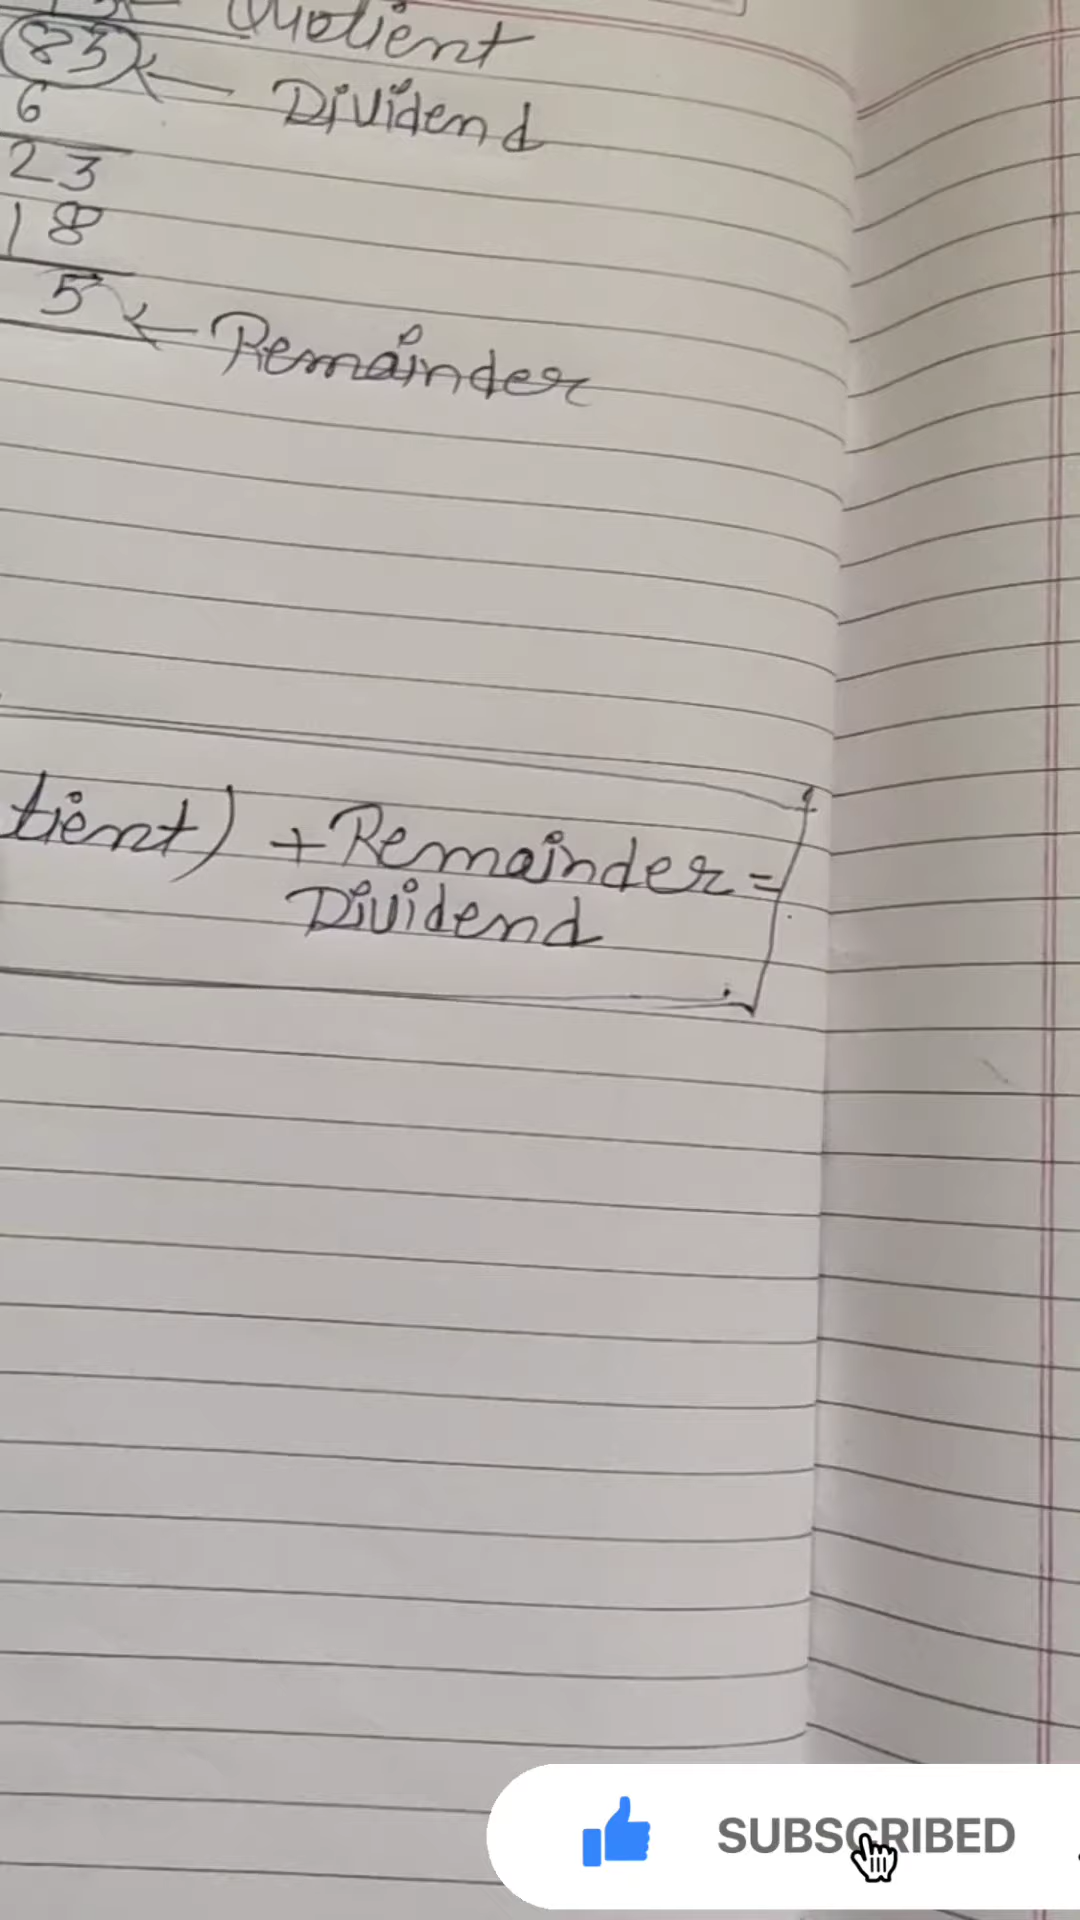 Quotient
83 Dividend
6
23
18
5 Remainder
tient) + Remainder =
Dividend
SUBSCRIBED